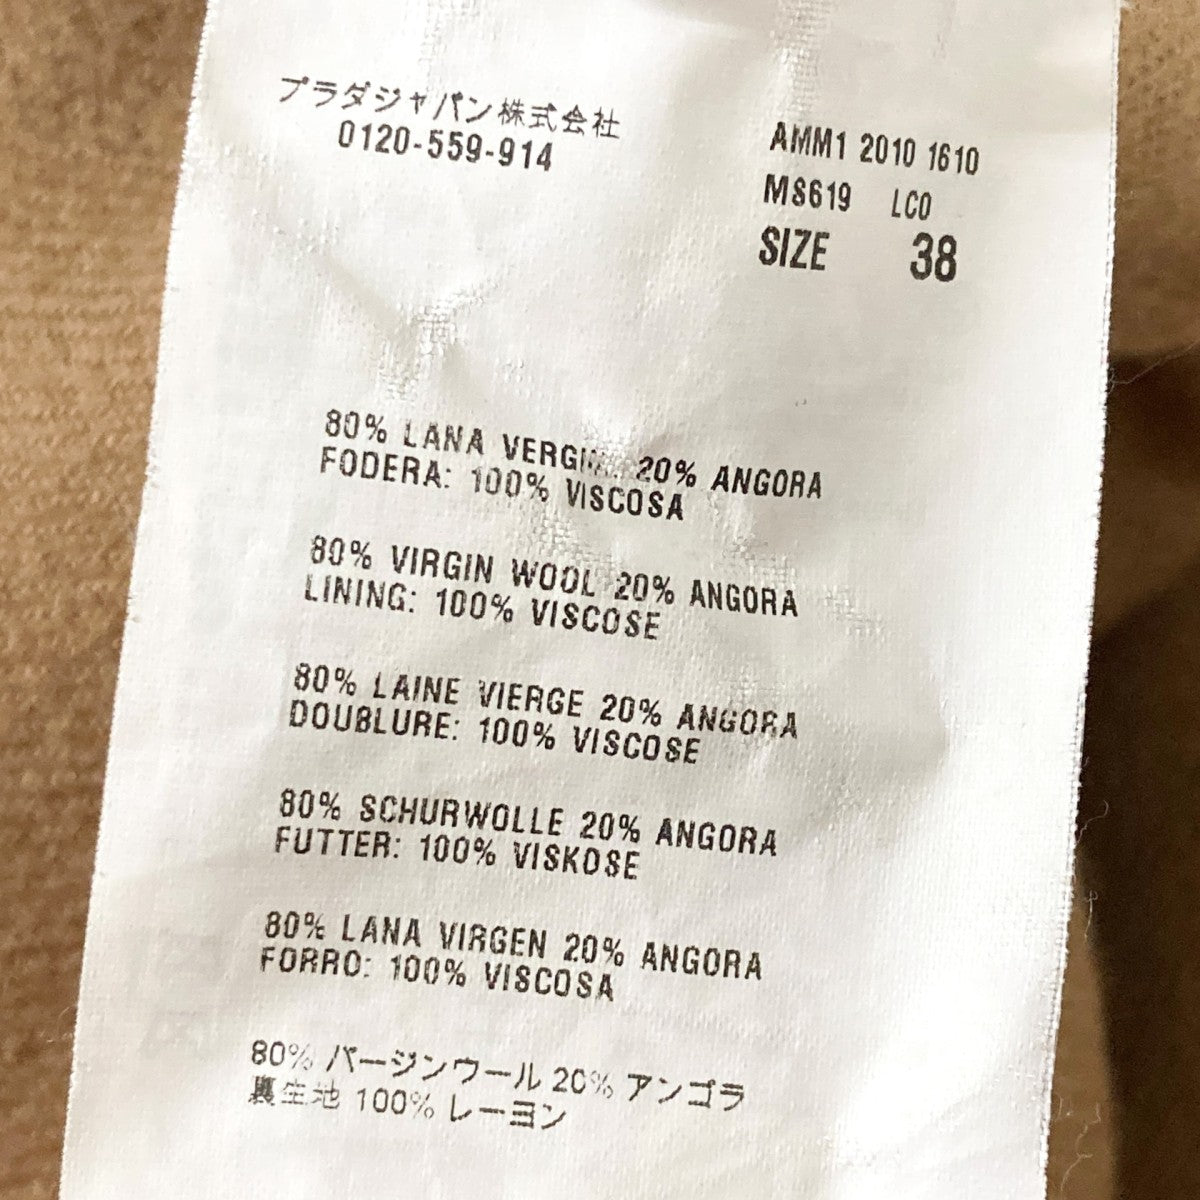 プラダジャパン株式会社
0120-559-914
AMM1 2010 1610
MS619 LCO
SIZE 38
80% LANA 20% ANGORA
FODERA: 100% VISCOSA
80% VIRGIN WOOL 20% ANGORA
LINING: 100% VISCOSE
80% LAINE VIERGE 20% ANGORA
DOUBLURE: 100% VISCOSE
80% SCHURWOLLE 20% ANGORA
FUTTER: 100% VISKOSE
80% LANA VIRGEN 20% ANGORA
FORRO: 100% VISCOSA
80% バージンウール 20% アンゴラ
裏生地 100% レーヨン